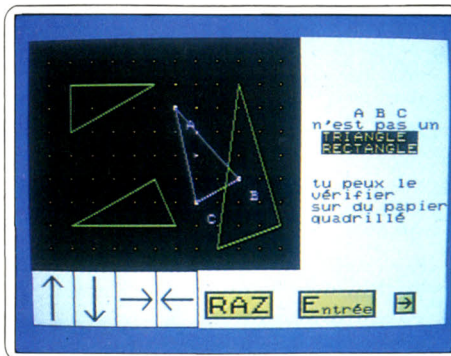 A B C
n'est pas un
TRIANGLE
RECTANGLE
tu peux le
vérifier
sur du papier
quadrillé
A
B
C
RAZ
Entrée